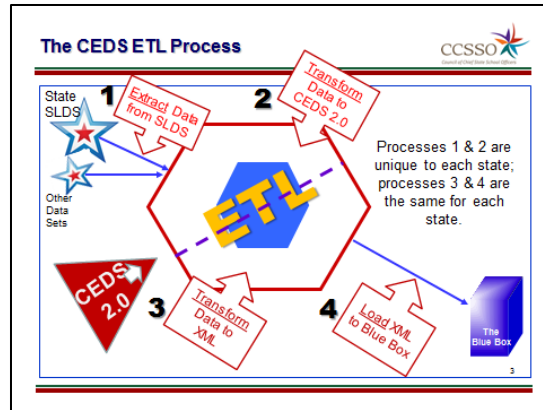 The CEDS ETL Process
CCSSO
Council of Chief State School Officers
State
SLDS
1
Extract Data
from SLDS
2
Transform
Data to
CEDS 2.0
Other
Data
Sets
Processes 1 & 2 are
unique to each state;
processes 3 & 4 are
the same for each
state.
ETL
CEDS
2.0
3
Transform
Data to
XML
4
Load XML
to Blue Box
The
Blue Box
3